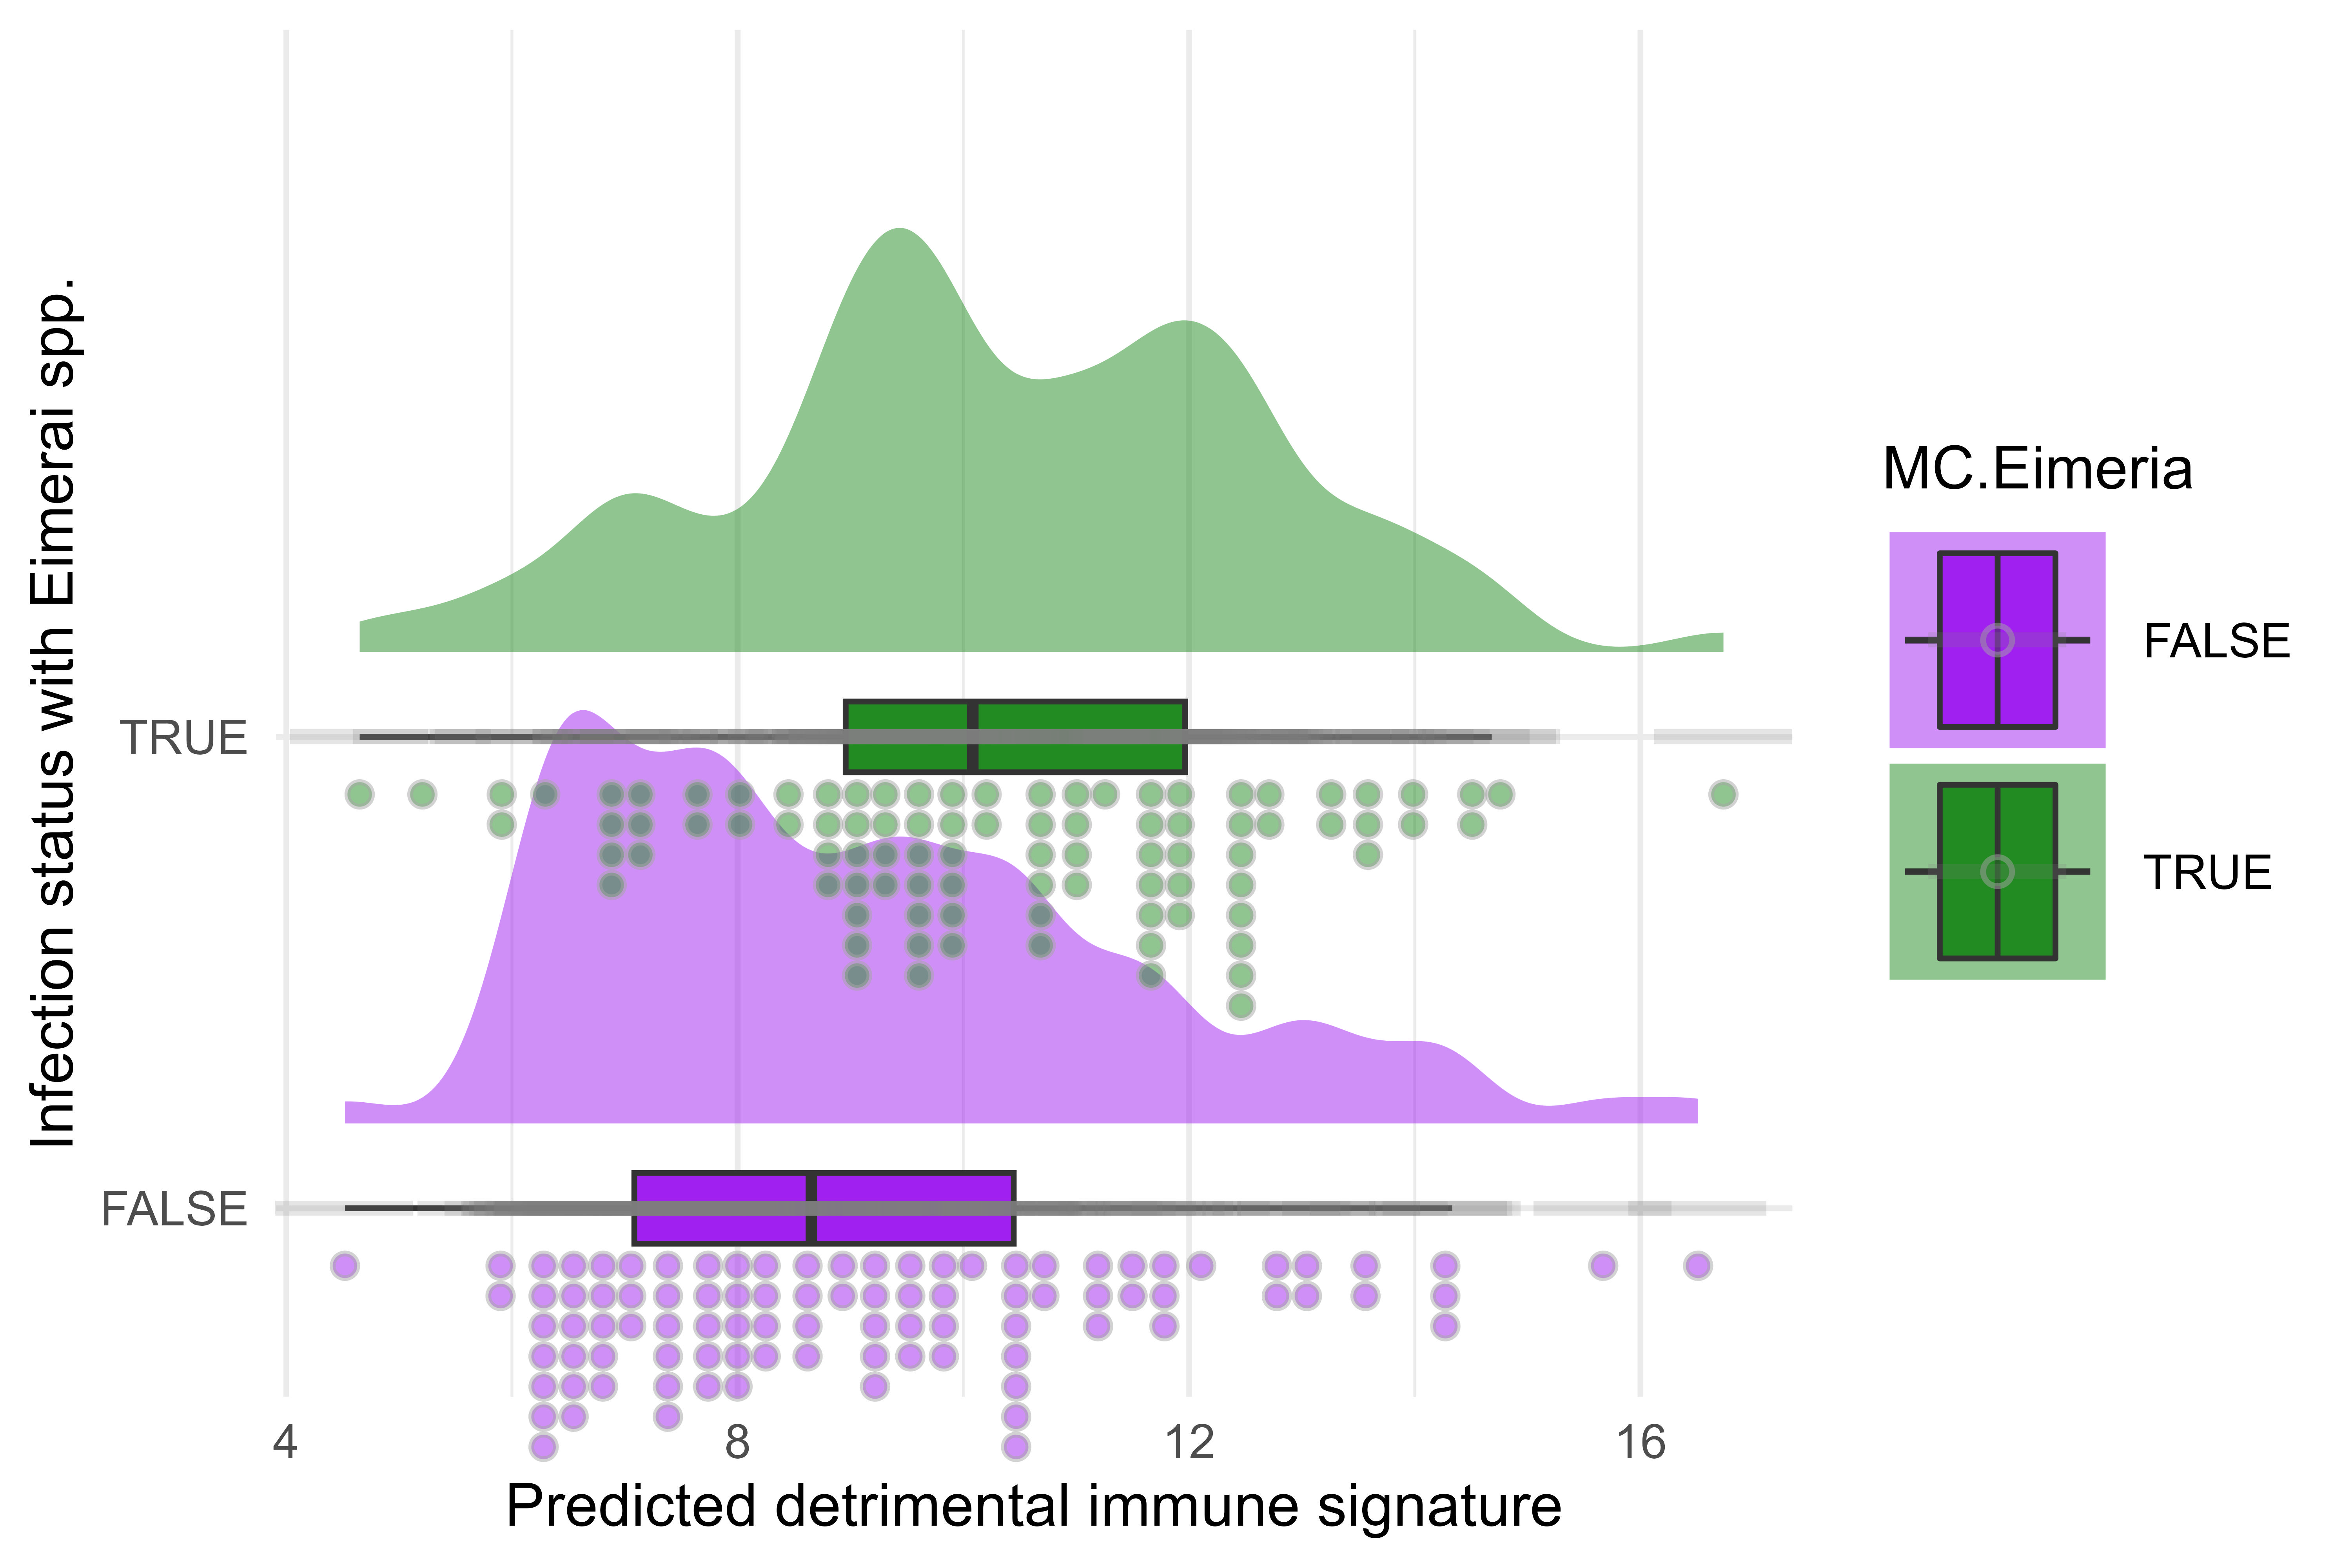 Infection status with Eimerai spp.
TRUE
FALSE
4
8
12
16
Predicted detrimental immune signature
MC.Eimeria
FALSE
TRUE